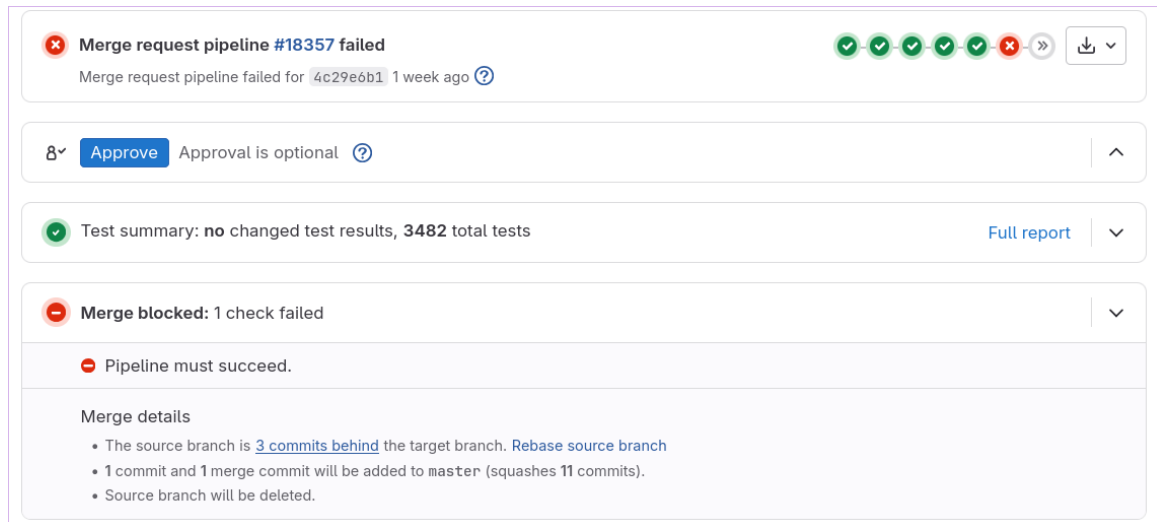 Merge request pipeline #18357 failed
Merge request pipeline failed for 4c29e6b1 1 week ago
Approve Approval is optional
Test summary: no changed test results, 3482 total tests
Full report
Merge blocked: 1 check failed
Pipeline must succeed.
Merge details
• The source branch is 3 commits behind the target branch. Rebase source branch
• 1 commit and 1 merge commit will be added to master (squashes 11 commits).
• Source branch will be deleted.